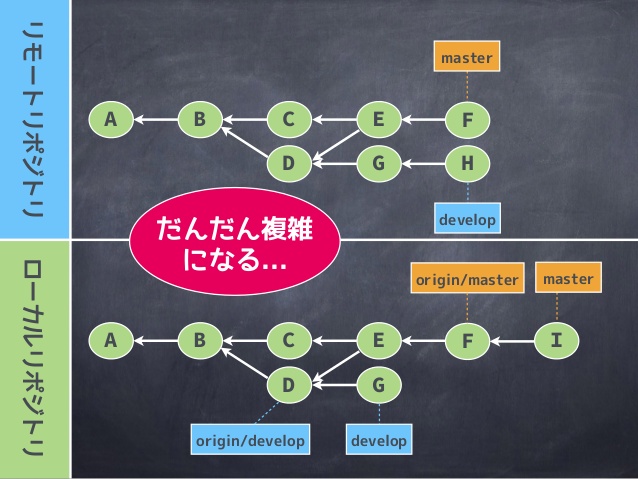 リモートリポジトリ
master
A
B
C
E
F
D
G
H
develop
だんだん複雑
になる…
ローカルリポジトリ
origin/master
master
A
B
C
E
F
I
D
G
origin/develop
develop